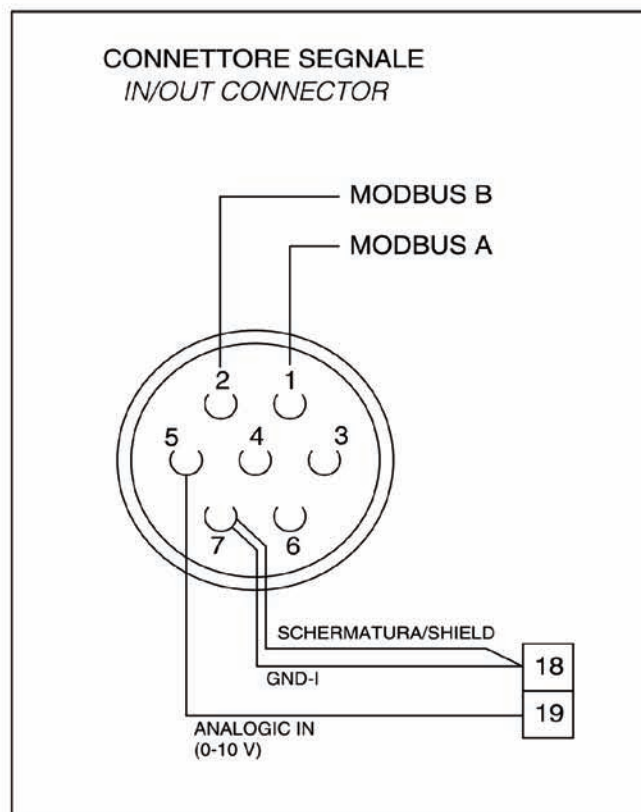 CONNETTORE SEGNALE
IN/OUT CONNECTOR
MODBUS B
MODBUS A
2 1
5 4 3
7 6
SCHERMATURA/SHIELD
18
GND-I
19
ANALOGIC IN
(0-10 V)